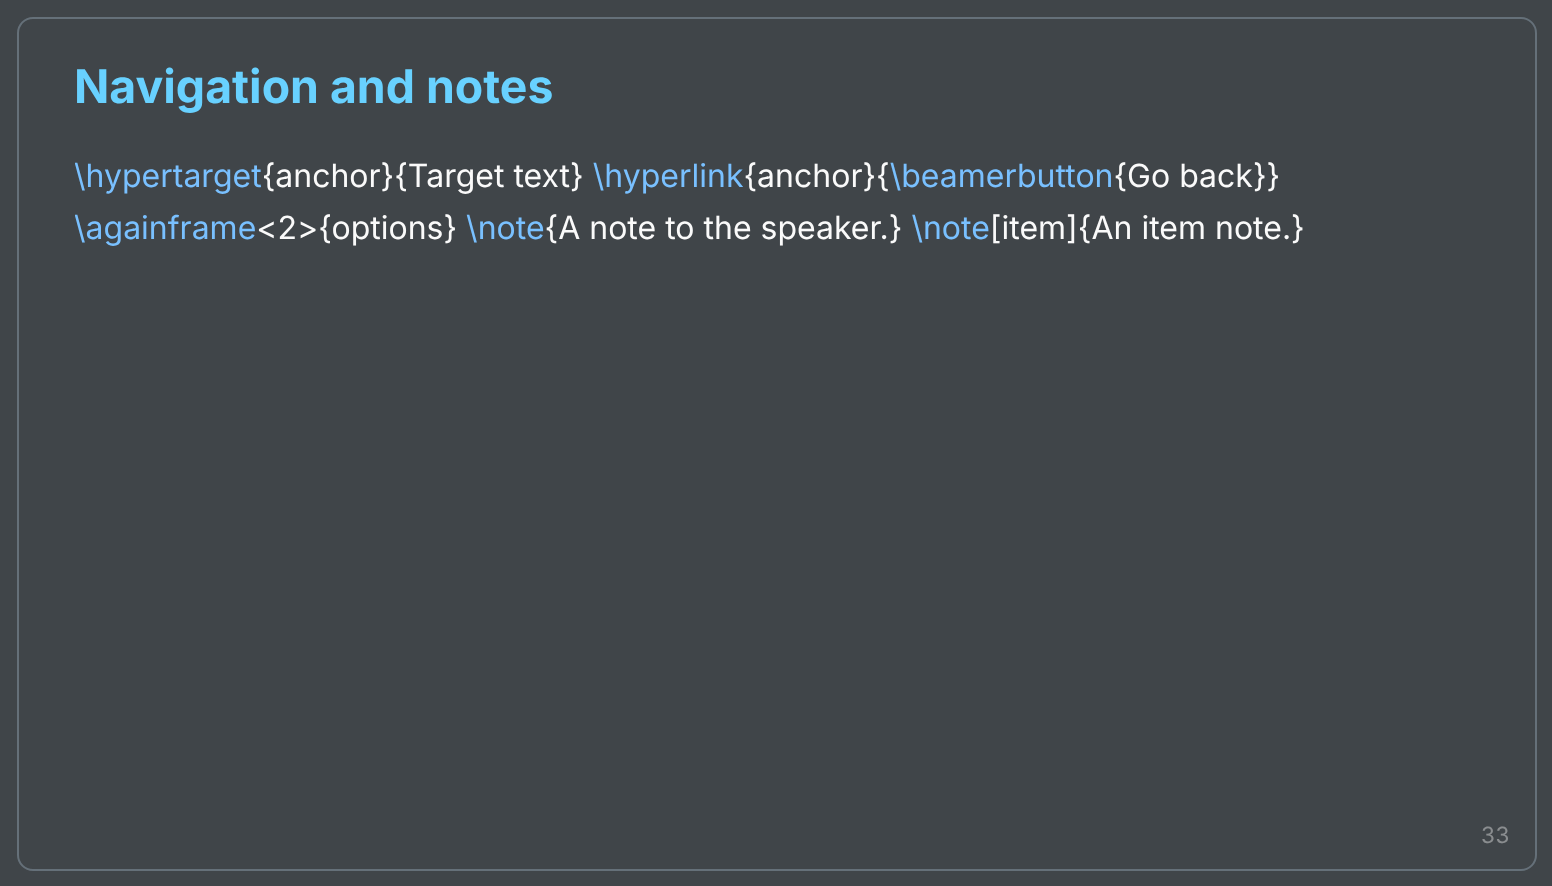 Navigation and notes
\hypertarget{anchor}{Target text} \hyperlink{anchor}{\beamerbutton{Go back}}
\againframe<2>{options} \note{A note to the speaker.} \note[item]{An item note.}
33